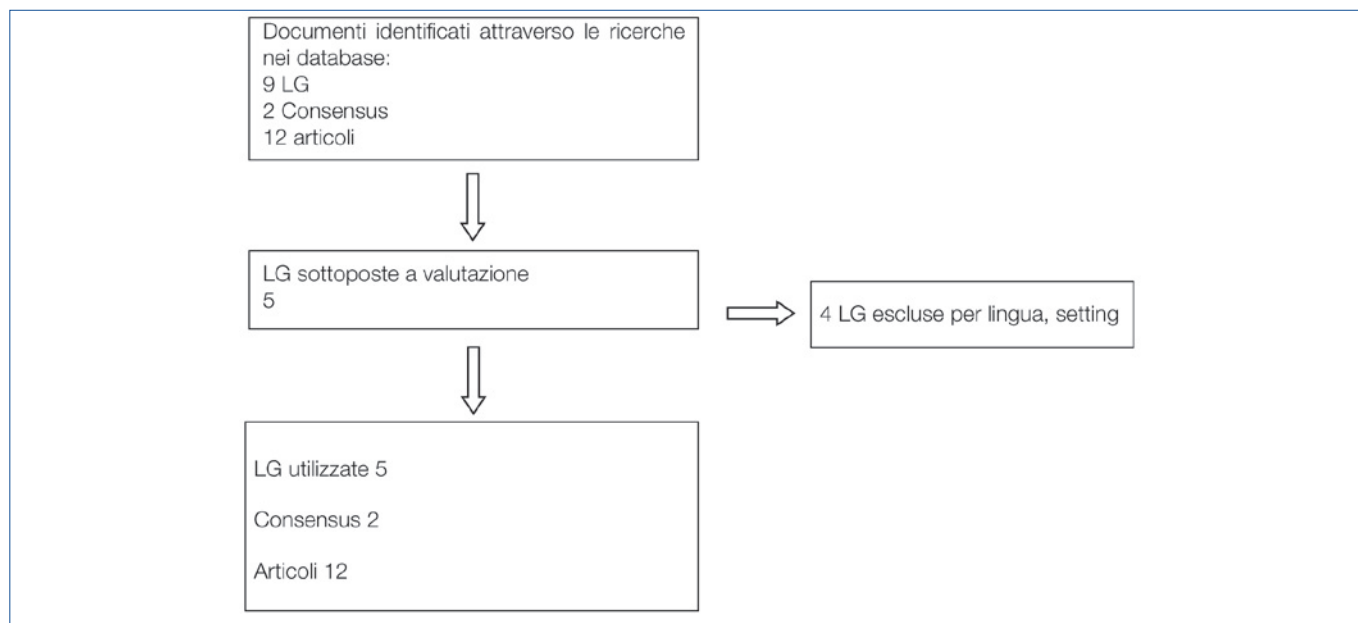 Documenti identificati attraverso le ricerche
nei database:
9 LG
2 Consensus
12 articoli
LG sottoposte a valutazione
5
4 LG escluse per lingua, setting
LG utilizzate 5
Consensus 2
Articoli 12